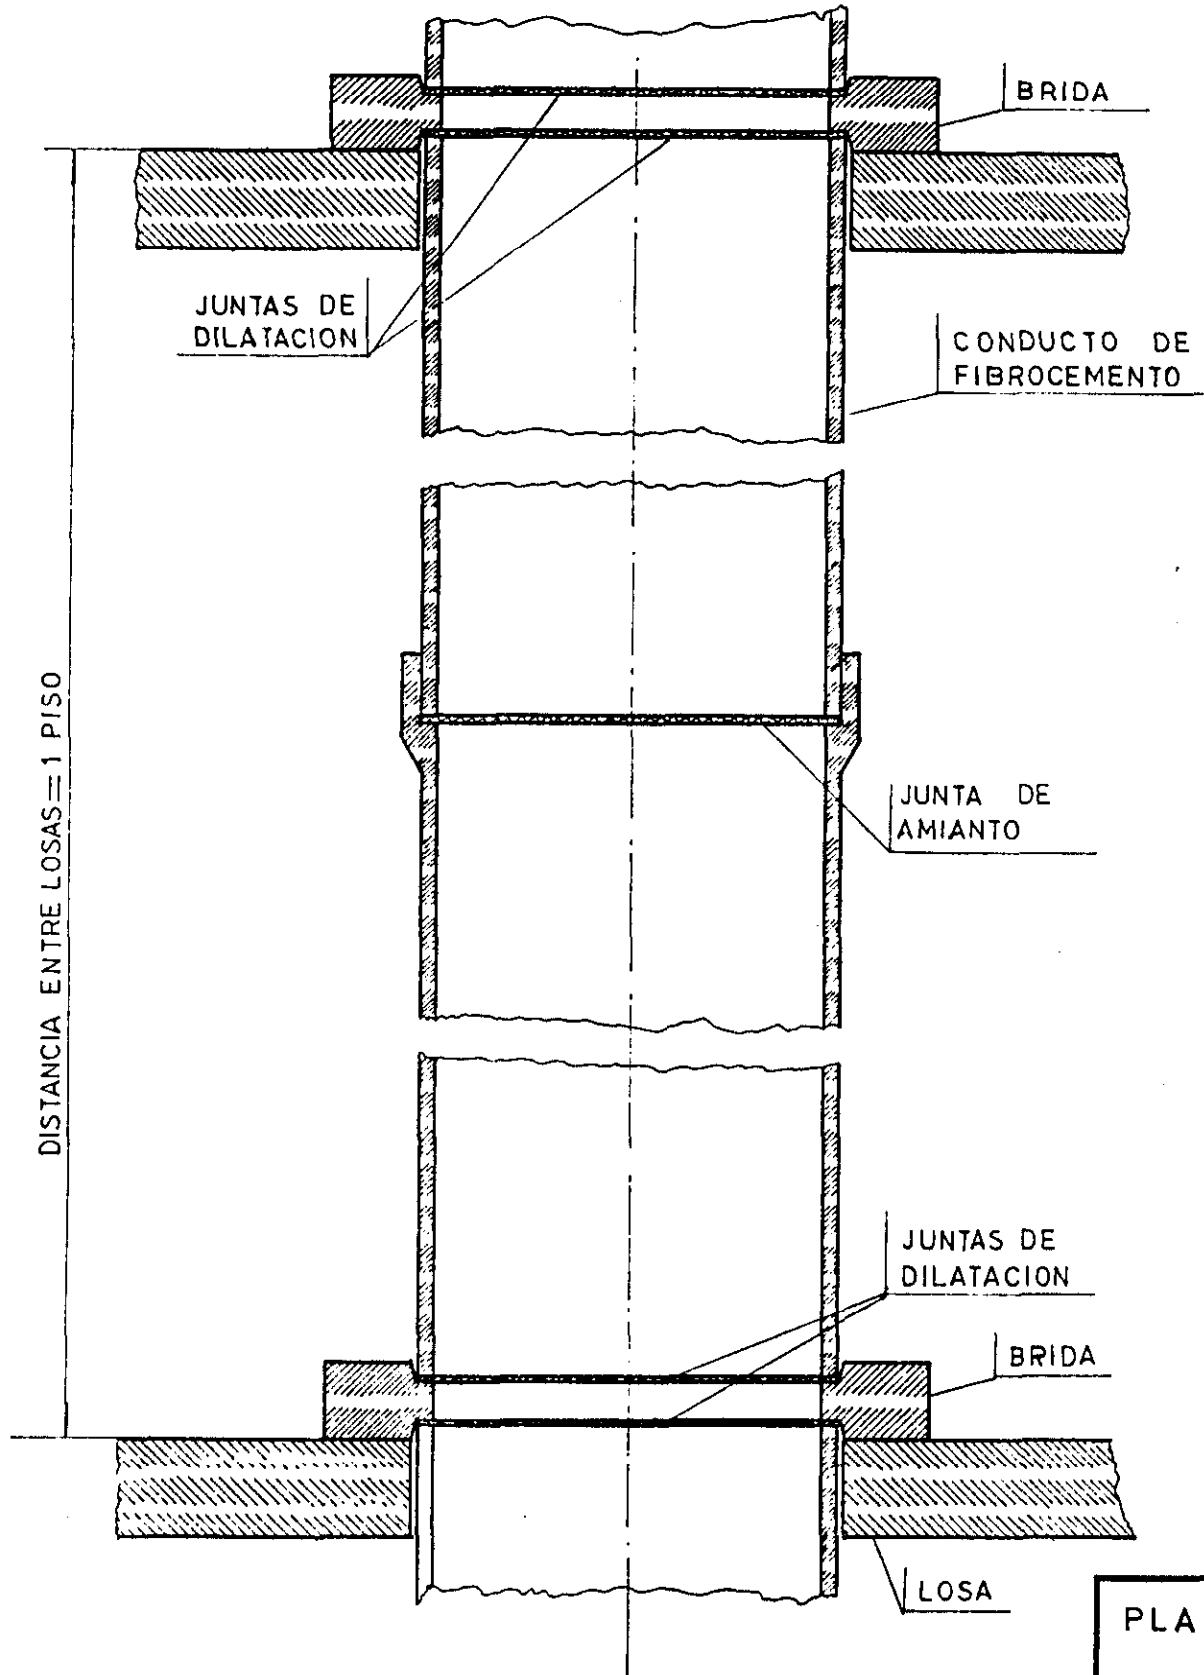 BRIDA
JUNTAS DE
DILATACION
CONDUCTO DE
FIBROCEMENTO
DISTANCIA ENTRE LOSAS=1 PISO
JUNTA DE
AMIANTO
JUNTAS DE
DILATACION
BRIDA
LOSA
PLA